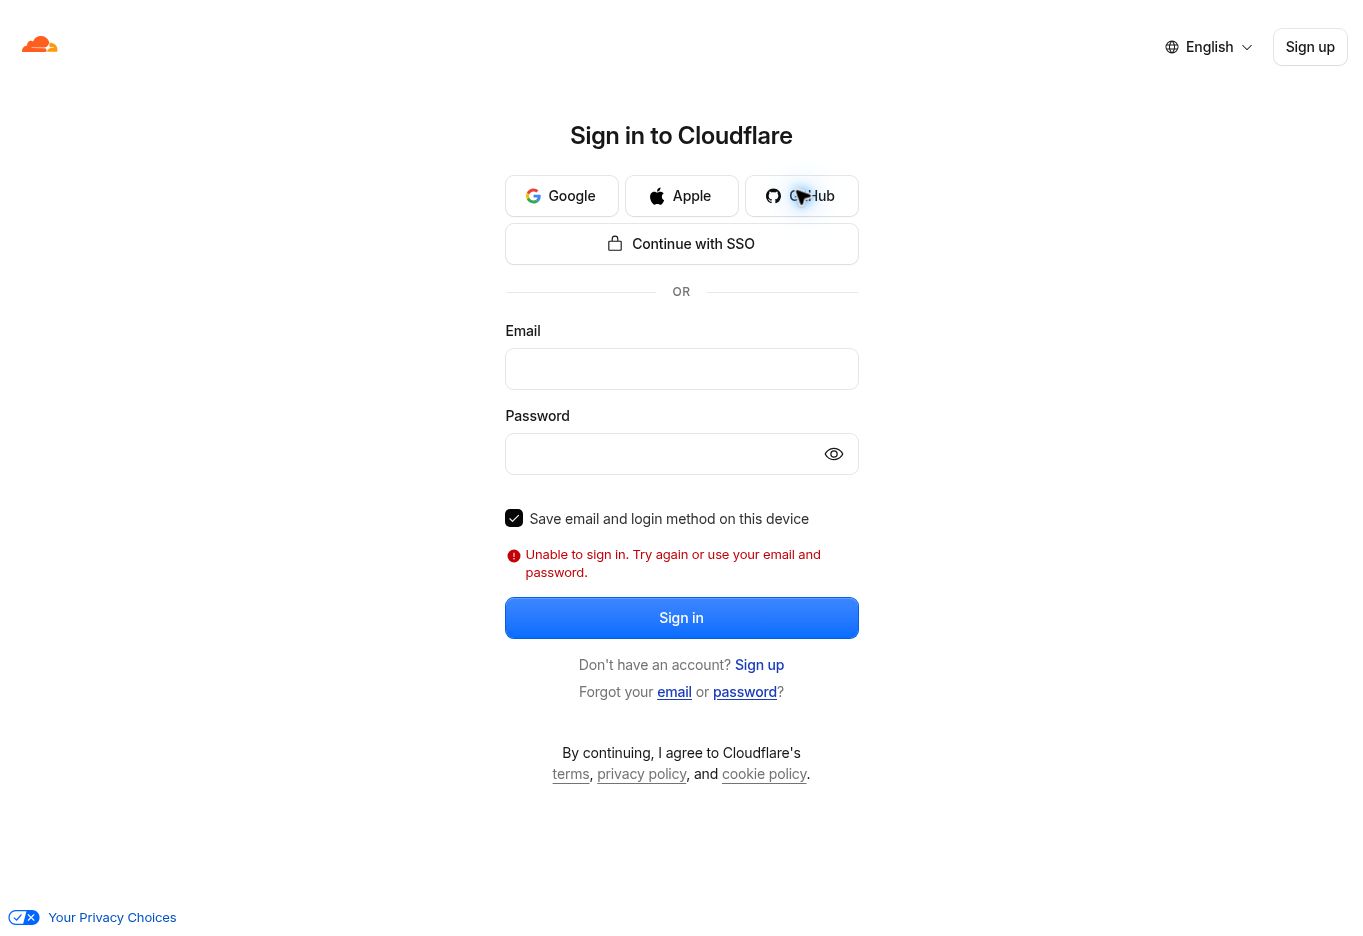 English
Sign up
Sign in to Cloudflare
Google
Apple
Continue with SSO
OR
Email
Password
Save email and login method on this device
Unable to sign in. Try again or use your email and
password.
Sign in
Don't have an account? Sign up
Forgot your email or password?
By continuing, I agree to Cloudflare's
terms, privacy policy, and cookie policy.
Your Privacy Choices